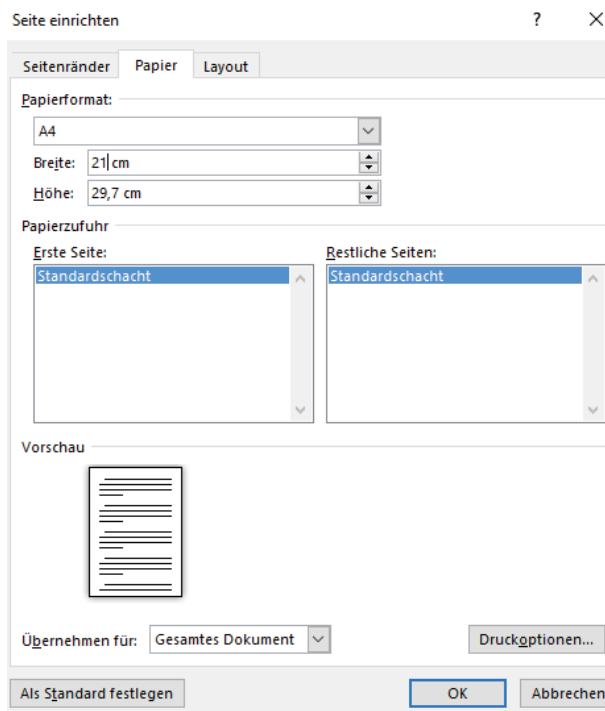 Seite einrichten ? ×
Seitenränder Papier Layout
Papierformat:
A4
Breite: 21 cm
Höhe: 29,7 cm
Papierzufuhr
Erste Seite: Restliche Seiten:
Standardschacht Standardschacht
Vorschau
Übernehmen für: Gesamtes Dokument Druckoptionen...
Als Standard festlegen OK Abbrechen